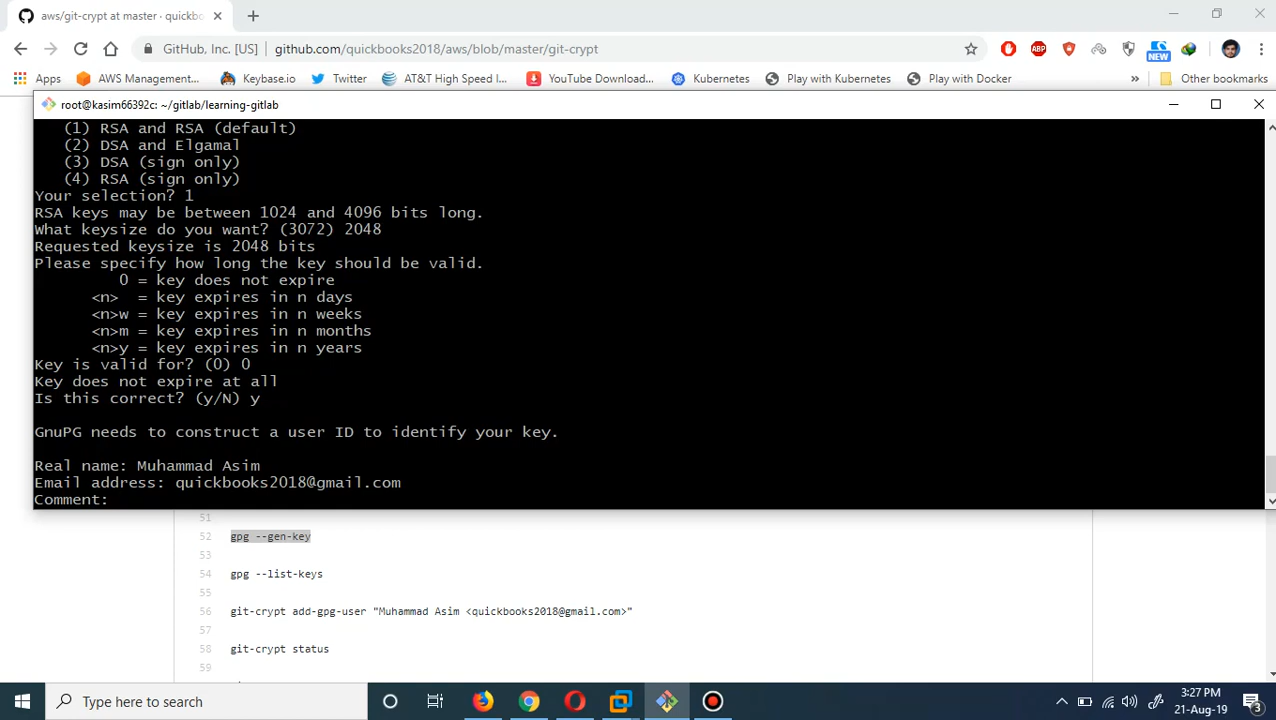 aws/git-crypt at master · quickbo
GitHub, Inc. [US] github.com/quickbooks2018/aws/blob/master/git-crypt
ABP
NEW
Apps AWS Management... Keybase.io Twitter AT&T High Speed I... YouTube Download... Kubernetes Play with Kubernetes Play with Docker » Other bookmarks
root@kasim66392c: ~/gitlab/learning-gitlab
(1) RSA and RSA (default)
(2) DSA and Elgamal
(3) DSA (sign only)
(4) RSA (sign only)
Your selection? 1
RSA keys may be between 1024 and 4096 bits long.
What keysize do you want? (3072) 2048
Requested keysize is 2048 bits
Please specify how long the key should be valid.
0 = key does not expire
<n> = key expires in n days
<n>w = key expires in n weeks
<n>m = key expires in n months
<n>y = key expires in n years
Key is valid for? (0) 0
Key does not expire at all
Is this correct? (y/N) y
GnuPG needs to construct a user ID to identify your key.
Real name: Muhammad Asim
Email address: quickbooks2018@gmail.com
Comment:
51
52 gpg --gen-key
53
54 gpg --list-keys
55
56 git-crypt add-gpg-user "Muhammad Asim <quickbooks2018@gmail.com>"
57
58 git-crypt status
59
Type here to search
3:27 PM
21-Aug-19
3